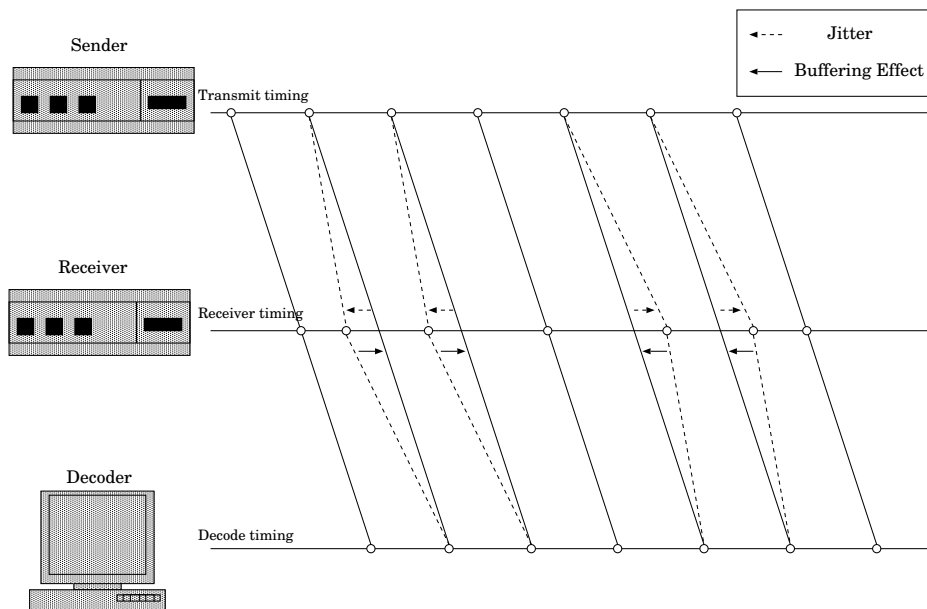 Sender
Jitter
Buffering Effect
Transmit timing
Receiver
Receiver timing
Decoder
Decode timing